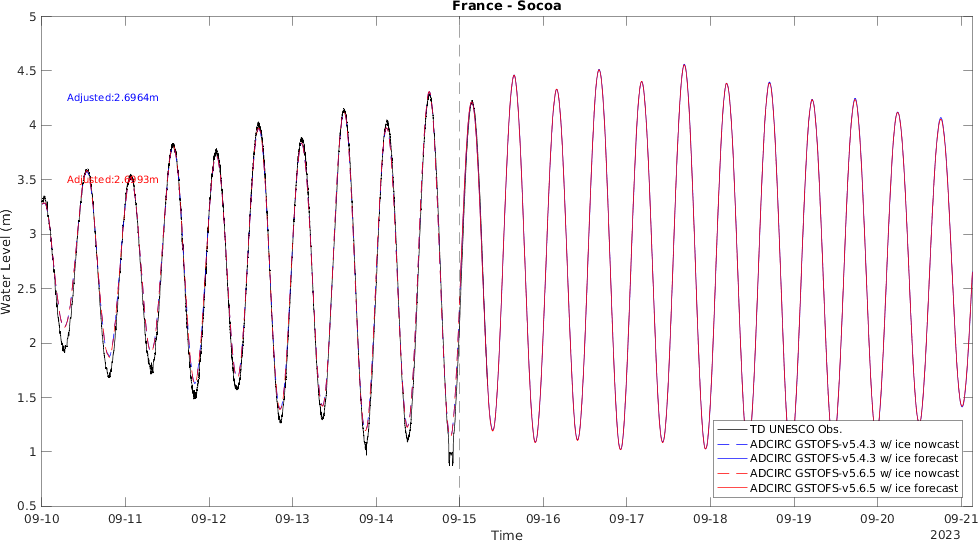 France - Socoa
5
4.5
4
3.5
3
2.5
2
1.5
1
0.5
Water Level (m)
Adjusted:2.6964m
Adjusted:2.6993m
TD UNESCO Obs.
ADCIRC GSTOFS-v5.4.3 w/ ice nowcast
ADCIRC GSTOFS-v5.4.3 w/ ice forecast
ADCIRC GSTOFS-v5.6.5 w/ ice nowcast
ADCIRC GSTOFS-v5.6.5 w/ ice forecast
09-10 09-11 09-12 09-13 09-14 09-15 09-16 09-17 09-18 09-19 09-20 09-21
Time
2023